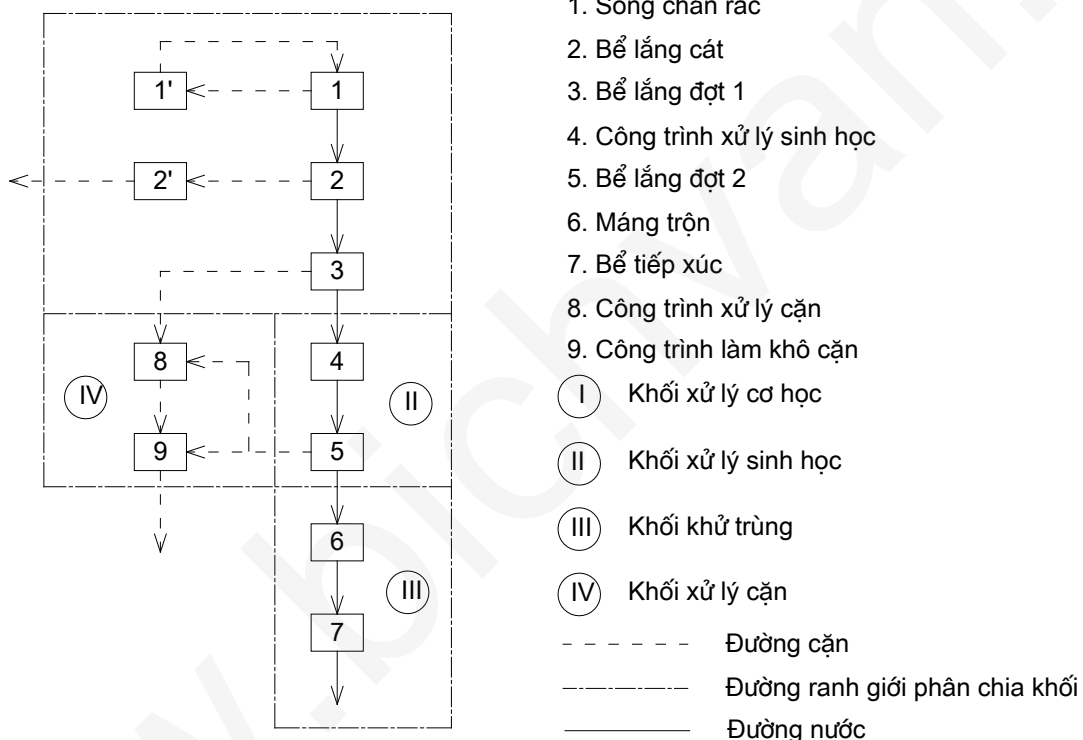 1. Song chắn rác
2. Bể lắng cát
3. Bể lắng đợt 1
4. Công trình xử lý sinh học
5. Bể lắng đợt 2
6. Máng trộn
7. Bể tiếp xúc
8. Công trình xử lý cặn
9. Công trình làm khô cặn
I Khối xử lý cơ học
II Khối xử lý sinh học
III Khối khử trùng
IV Khối xử lý cặn
Đường cặn
Đường ranh giới phân chia khối
Đường nước
1' 1
2' 2
3
8 4
IV II
9 5
6
III
7